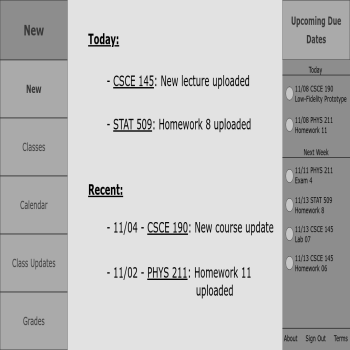 New
New
Classes
Calendar
Class Updates
Grades
Today:
- CSCE 145: New lecture uploaded
- STAT 509: Homework 8 uploaded
Recent:
- 11/04 - CSCE 190: New course update
- 11/02 - PHYS 211: Homework 11
uploaded
Upcoming Due
Dates
Today
11/08 CSCE 190
Low-Fidelity Prototype
11/08 PHYS 211
Homework 11
Next Week
11/11 PHYS 211
Exam 4
11/13 STAT 509
Homework 8
11/13 CSCE 145
Lab 07
11/13 CSCE 145
Homework 06
About Sign Out Terms